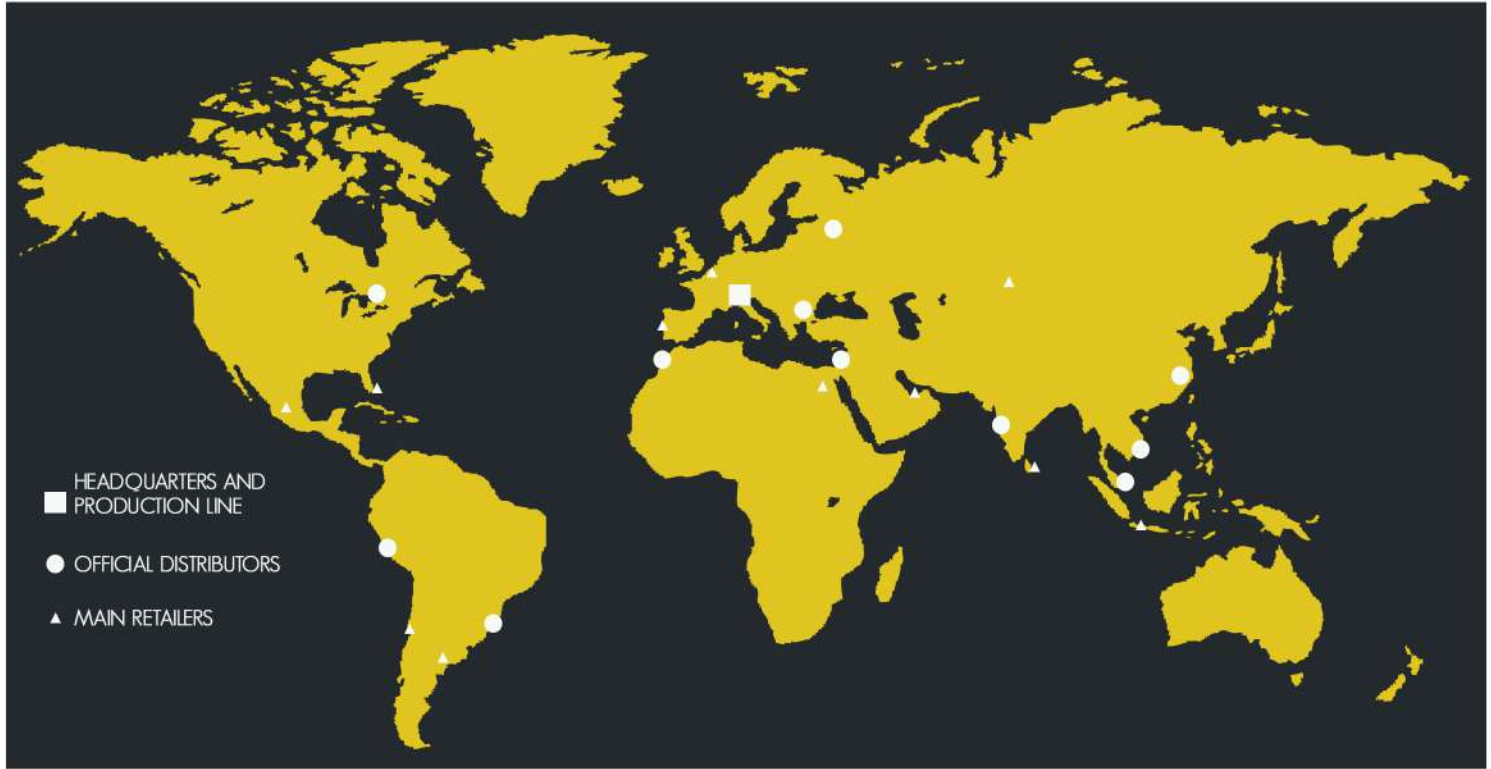 HEADQUARTERS AND
PRODUCTION LINE
OFFICIAL DISTRIBUTORS
MAIN RETAILERS